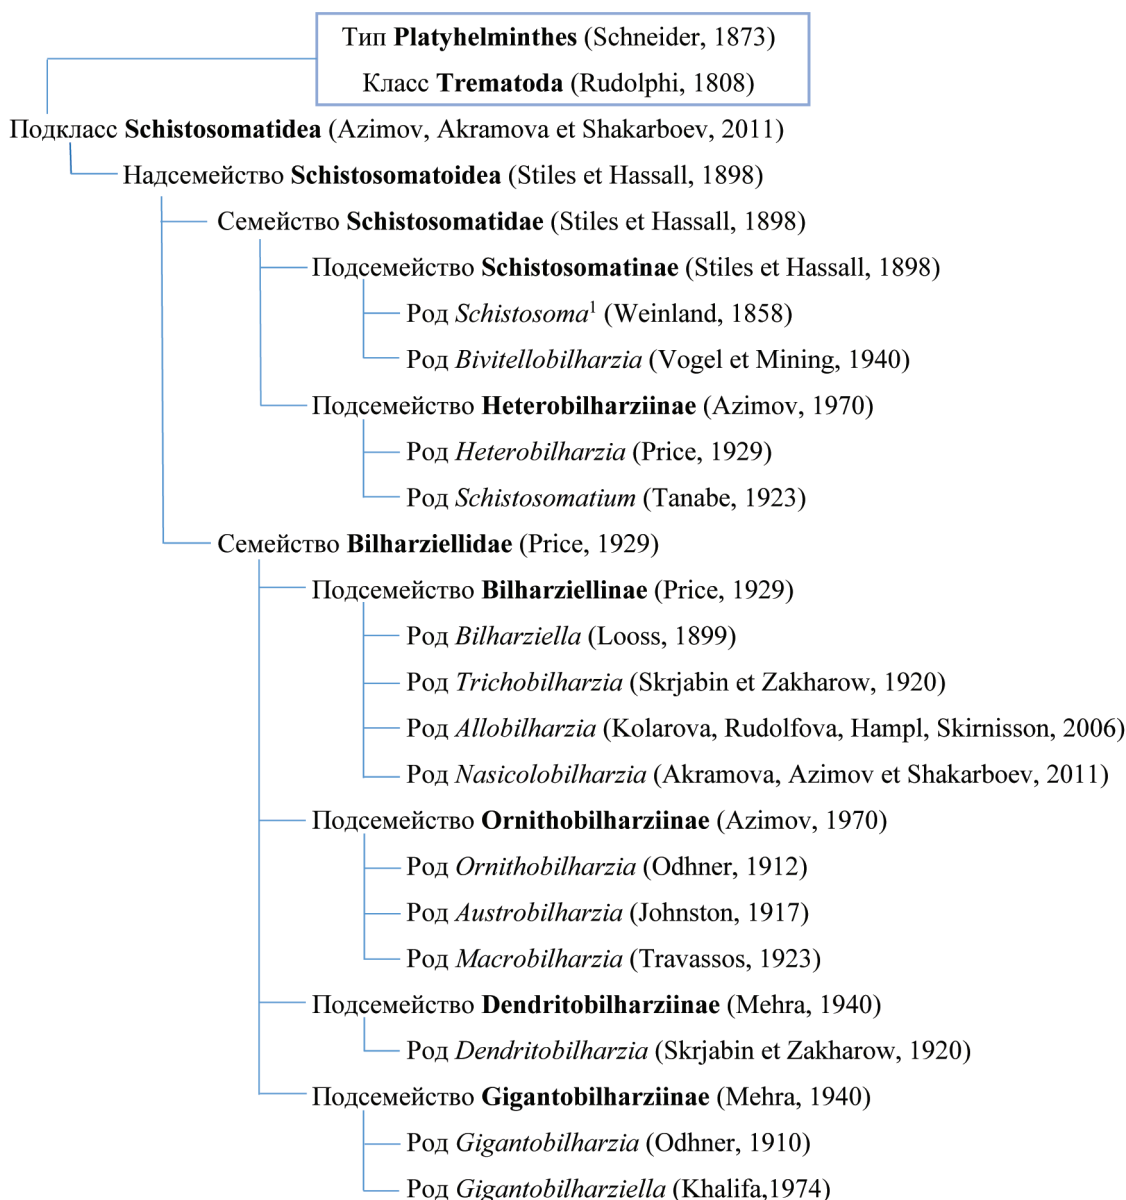 Тип Platyhelminthes (Schneider, 1873)
Класс Trematoda (Rudolphi, 1808)
Подкласс Schistosomatidea (Azimov, Akramova et Shakarboev, 2011)
Надсемейство Schistosomatoidea (Stiles et Hassall, 1898)
Семейство Schistosomatidae (Stiles et Hassall, 1898)
Подсемейство Schistosomatinae (Stiles et Hassall, 1898)
Род Schistosoma¹ (Weinland, 1858)
Род Bivitellobilharzia (Vogel et Mining, 1940)
Подсемейство Heterobilharziinae (Azimov, 1970)
Род Heterobilharzia (Price, 1929)
Род Schistosomatium (Tanabe, 1923)
Семейство Bilharziellidae (Price, 1929)
Подсемейство Bilharziellinae (Price, 1929)
Род Bilharziella (Looss, 1899)
Род Trichobilharzia (Skrjabin et Zakharow, 1920)
Род Allobilharzia (Kolarova, Rudolfova, Hampl, Skirnisson, 2006)
Род Nasicolobilharzia (Akramova, Azimov et Shakarboev, 2011)
Подсемейство Ornithobilharziinae (Azimov, 1970)
Род Ornithobilharzia (Odhner, 1912)
Род Austrobilharzia (Johnston, 1917)
Род Macrobilharzia (Travassos, 1923)
Подсемейство Dendritobilharziinae (Mehra, 1940)
Род Dendritobilharzia (Skrjabin et Zakharow, 1920)
Подсемейство Gigantobilharziinae (Mehra, 1940)
Род Gigantobilharzia (Odhner, 1910)
Род Gigantobilharziella (Khalifa,1974)